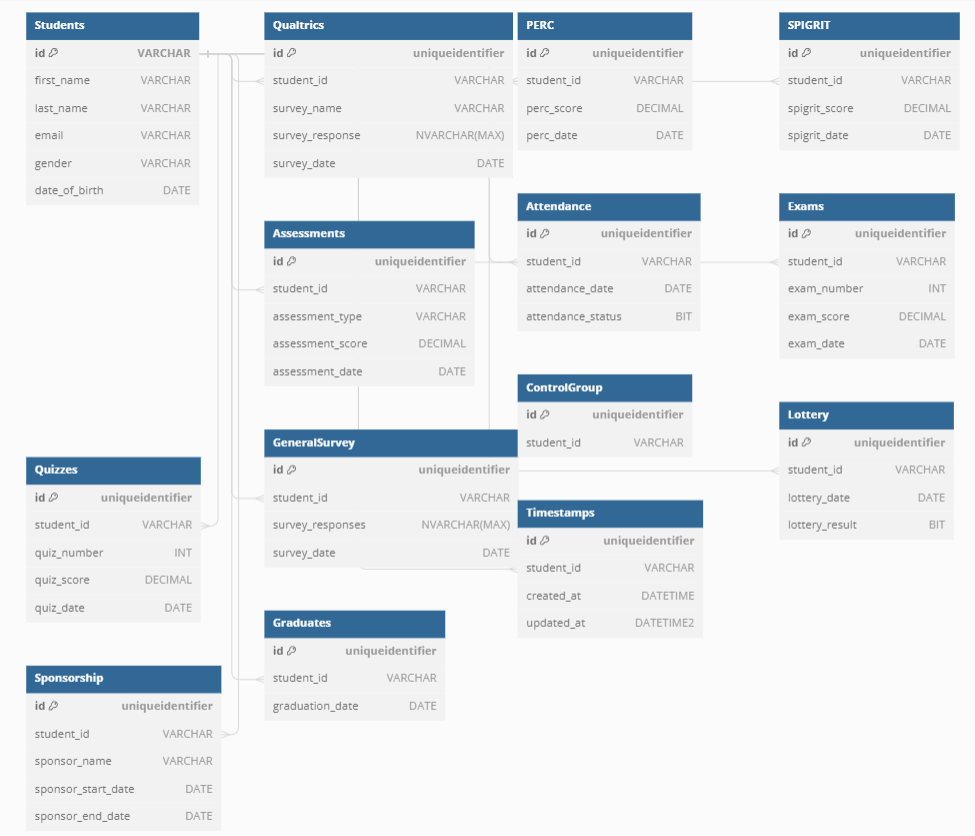 Students
id VARCHAR
first_name VARCHAR
last_name VARCHAR
email VARCHAR
gender VARCHAR
date_of_birth DATE
Qualtrics
id uniqueidentifier
student_id VARCHAR
survey_name VARCHAR
survey_response NVARCHAR(MAX)
survey_date DATE
PERC
id uniqueidentifier
student_id VARCHAR
perc_score DECIMAL
perc_date DATE
SPIGRIT
id uniqueidentifier
student_id VARCHAR
spigrit_score DECIMAL
spigrit_date DATE
Assessments
id uniqueidentifier
student_id VARCHAR
assessment_type VARCHAR
assessment_score DECIMAL
assessment_date DATE
Attendance
id uniqueidentifier
student_id VARCHAR
attendance_date DATE
attendance_status BIT
Exams
id uniqueidentifier
student_id VARCHAR
exam_number INT
exam_score DECIMAL
exam_date DATE
ControlGroup
id uniqueidentifier
student_id VARCHAR
Lottery
id uniqueidentifier
student_id VARCHAR
lottery_date DATE
lottery_result BIT
Quizzes
id uniqueidentifier
student_id VARCHAR
quiz_number INT
quiz_score DECIMAL
quiz_date DATE
GeneralSurvey
id uniqueidentifier
student_id VARCHAR
survey_responses NVARCHAR(MAX)
survey_date DATE
Timestamps
id uniqueidentifier
student_id VARCHAR
created_at DATETIME
updated_at DATETIME2
Graduates
id uniqueidentifier
student_id VARCHAR
graduation_date DATE
Sponsorship
id uniqueidentifier
student_id VARCHAR
sponsor_name VARCHAR
sponsor_start_date DATE
sponsor_end_date DATE